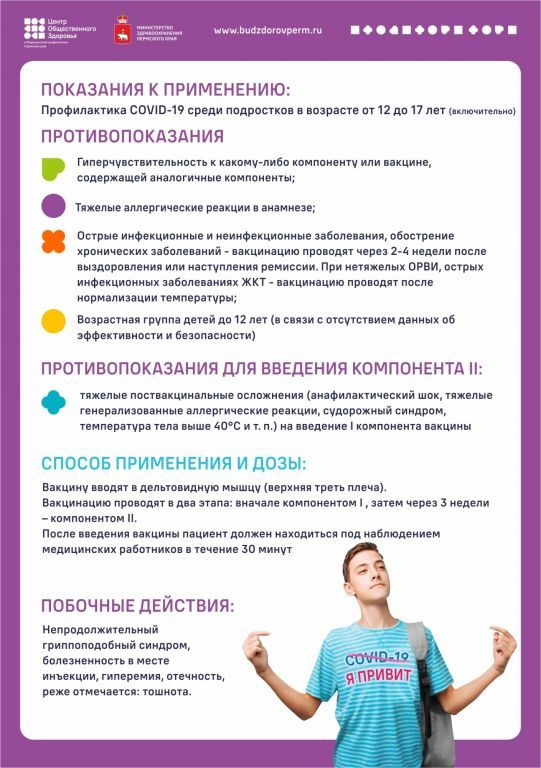 Центр
Общественного
Здоровья
и Медицинской профилактики
Пермский край
МИНИСТЕРСТВО
ЗДРАВООХРАНЕНИЯ
ПЕРМСКОГО КРАЯ
www.budzdorovperm.ru
ПОКАЗАНИЯ К ПРИМЕНЕНИЮ:
Профилактика COVID-19 среди подростков в возрасте от 12 до 17 лет (включительно)
ПРОТИВОПОКАЗАНИЯ
Гиперчувствительность к какому-либо компоненту или вакцине,
содержащей аналогичные компоненты;
Тяжелые аллергические реакции в анамнезе;
Острые инфекционные и неинфекционные заболевания, обострение
хронических заболеваний - вакцинацию проводят через 2-4 недели после
выздоровления или наступления ремиссии. При нетяжелых ОРВИ, острых
инфекционных заболеваниях ЖКТ - вакцинацию проводят после
нормализации температуры;
Возрастная группа детей до 12 лет (в связи с отсутствием данных об
эффективности и безопасности)
ПРОТИВОПОКАЗАНИЯ ДЛЯ ВВЕДЕНИЯ КОМПОНЕНТА II:
тяжелые поствакцинальные осложнения (анафилактический шок, тяжелые
генерализованные аллергические реакции, судорожный синдром,
температура тела выше 40°С и т. п.) на введение I компонента вакцины
СПОСОБ ПРИМЕНЕНИЯ И ДОЗЫ:
Вакцину вводят в дельтовидную мышцу (верхняя треть плеча).
Вакцинацию проводят в два этапа: вначале компонентом I , затем через 3 недели
– компонентом II.
После введения вакцины пациент должен находиться под наблюдением
медицинских работников в течение 30 минут
ПОБОЧНЫЕ ДЕЙСТВИЯ:
Непродолжительный
гриппоподобный синдром,
болезненность в месте
инъекции, гиперемия, отечность,
реже отмечается: тошнота.
COVID-19
Я ПРИВИТ